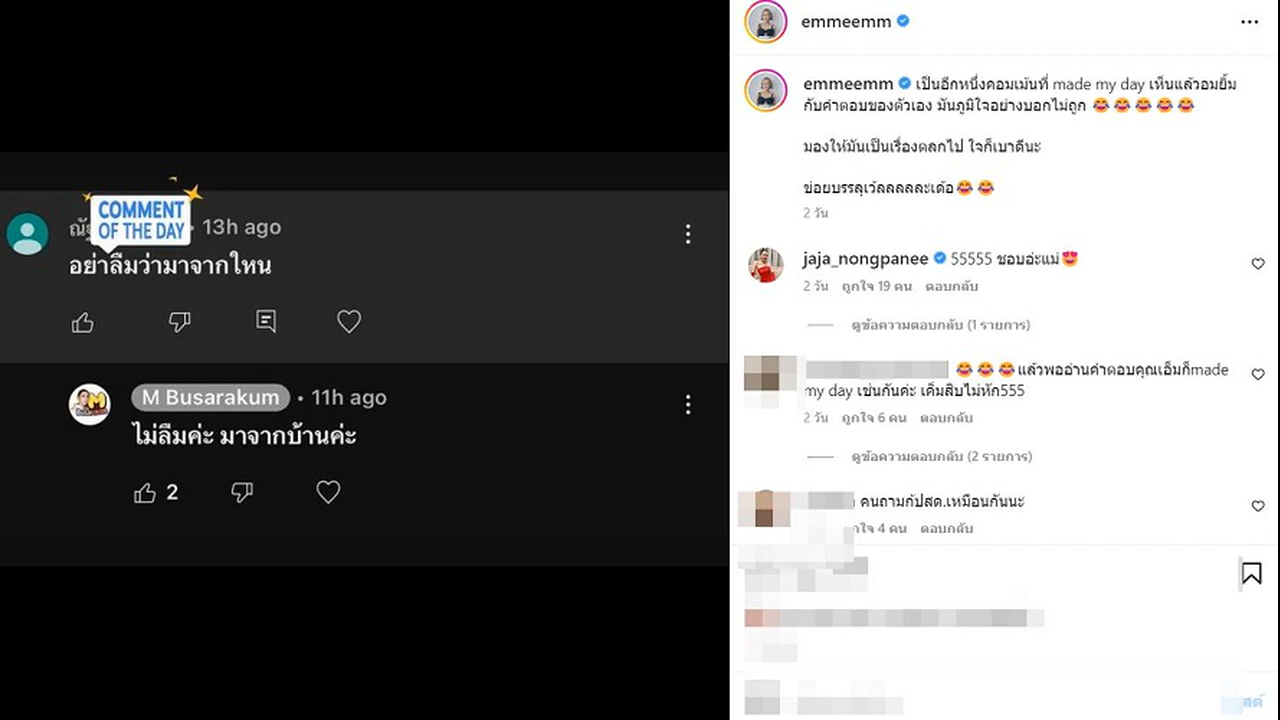 COMMENT
OF THE DAY
• 13h ago
อย่าลืมว่ามาจากใหน
M Busarakum • 11h ago
ไม่ลืมค่ะ มาจากบ้านค่ะ
2
emmeemm
emmeemm เป็นอีกหนึ่งคอมเม้นที่ made my day เห็นแล้วอมยิ้ม
กับคำตอบของตัวเอง มันภูมิใจอย่างบอกไม่ถูก 😂😂😂😂😂
มองให้มันเป็นเรื่องตลกไป ใจก็เบาดีนะ
ข่อยบรรลุเวัลลลลละเด้อ😂😂
2 วัน
jaja_nongpanee 55555 ชอบอ่ะแม่😍
2 วัน ถูกใจ 19 คน ตอบกลับ
ดูข้อความตอบกลับ (1 รายการ)
😂😂😂แล้วพออ่านคำตอบคุณเอ็มก็made
my day เช่นกันค่ะ เค็มสิบไม่หัก555
2 วัน ถูกใจ 6 คน ตอบกลับ
ดูข้อความตอบกลับ (2 รายการ)
คนถามก้ปสด.เหมือนกันนะ
4 คน ตอบกลับ